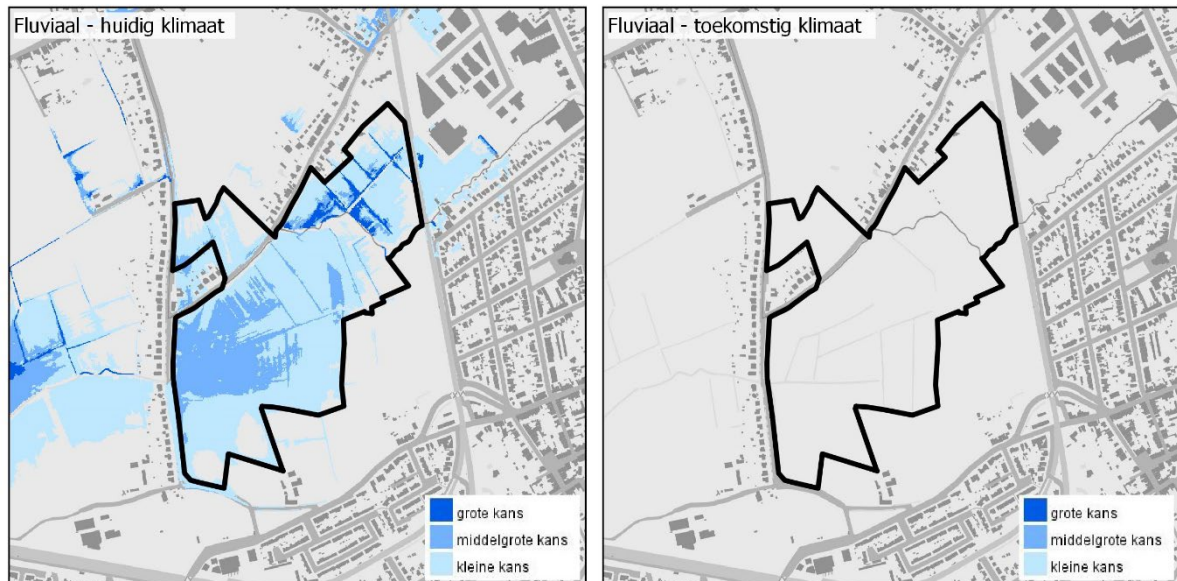 Fluviaal - huidig klimaat
grote kans
middelgrote kans
kleine kans
Fluviaal - toekomstig klimaat
grote kans
middelgrote kans
kleine kans